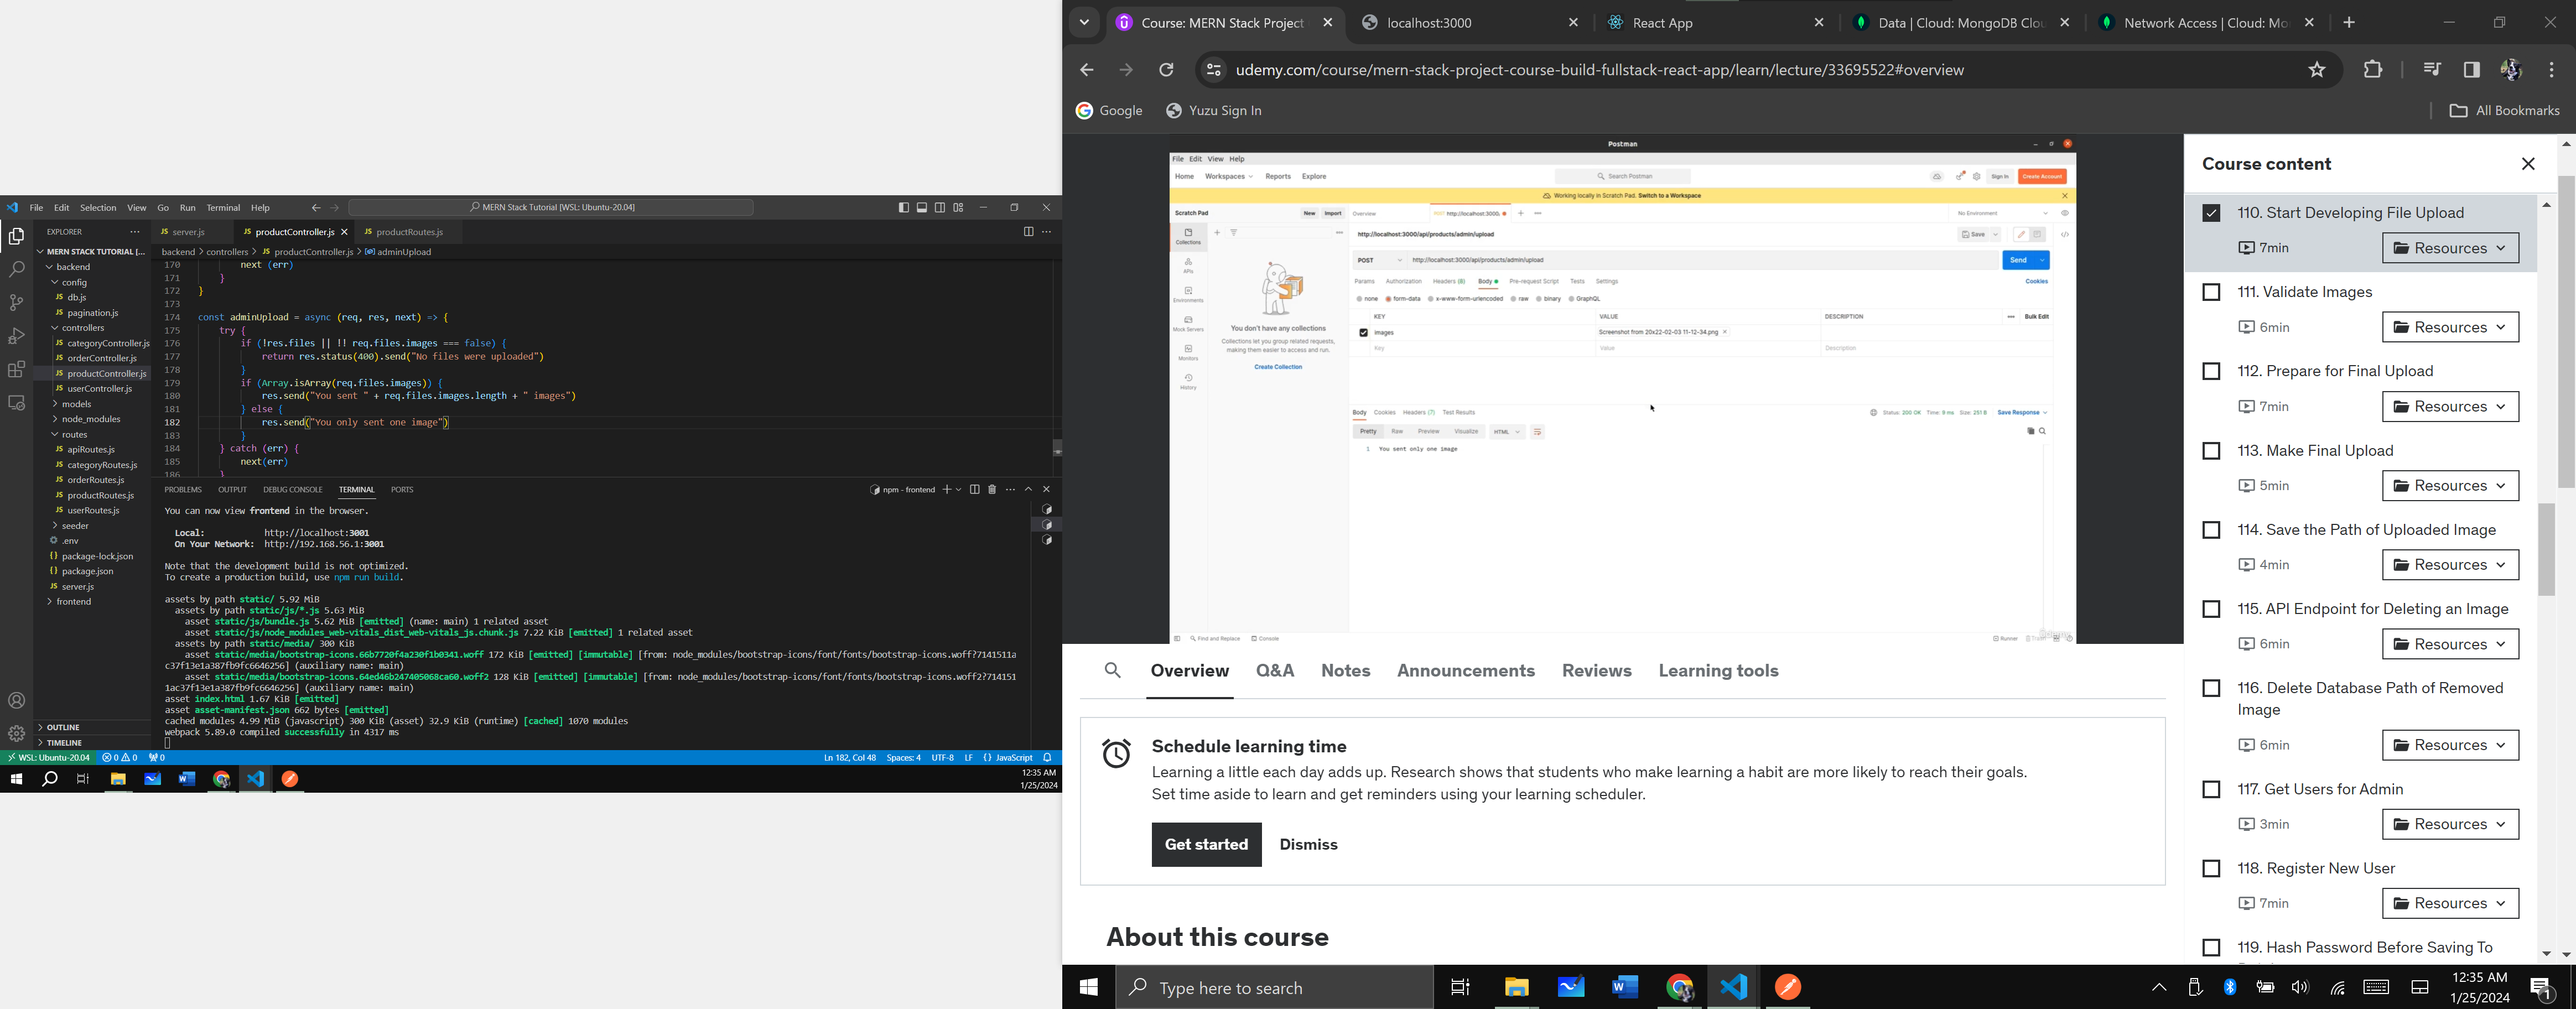 File Edit Selection View Go Run Terminal Help
MERN Stack Tutorial [WSL: Ubuntu-20.04]
EXPLORER
MERN STACK TUTORIAL [...
backend
config
db.js
pagination.js
controllers
categoryController.js
orderController.js
productController.js
userController.js
models
node_modules
routes
apiRoutes.js
categoryRoutes.js
orderRoutes.js
productRoutes.js
userRoutes.js
seeder
.env
package-lock.json
package.json
server.js
frontend
OUTLINE
TIMELINE
server.js productController.js productRoutes.js
backend > controllers > productController.js > adminUpload
170 next (err)
171 }
172 }
173
174 const adminUpload = async (req, res, next) => {
175 try {
176 if (!res.files || !! req.files.images === false) {
177 return res.status(400).send("No files were uploaded")
178 }
179 if (Array.isArray(req.files.images)) {
180 res.send("You sent " + req.files.images.length + " images")
181 } else {
182 res.send("You only sent one image")
183 }
184 } catch (err) {
185 next(err)
186 }
PROBLEMS OUTPUT DEBUG CONSOLE TERMINAL PORTS
npm - frontend
You can now view frontend in the browser.
Local: http://localhost:3001
On Your Network: http://192.168.56.1:3001
Note that the development build is not optimized.
To create a production build, use npm run build.
assets by path static/ 5.92 MiB
assets by path static/js/*.js 5.63 MiB
asset static/js/bundle.js 5.62 MiB [emitted] (name: main) 1 related asset
asset static/js/node_modules_web-vitals_dist_web-vitals_js.chunk.js 7.22 KiB [emitted] 1 related asset
assets by path static/media/ 300 KiB
asset static/media/bootstrap-icons.66b7720f4a230f1b0341.woff 172 KiB [emitted] [immutable] [from: node_modules/bootstrap-icons/font/fonts/bootstrap-icons.woff?7141511a
c37f13e1a387fb9fc6646256] (auxiliary name: main)
asset static/media/bootstrap-icons.64ed46b247405068ca60.woff2 128 KiB [emitted] [immutable] [from: node_modules/bootstrap-icons/font/fonts/bootstrap-icons.woff2?714151
1ac37f13e1a387fb9fc6646256] (auxiliary name: main)
asset index.html 1.67 KiB [emitted]
asset asset-manifest.json 662 bytes [emitted]
cached modules 4.99 MiB (javascript) 300 KiB (asset) 32.9 KiB (runtime) [cached] 1070 modules
webpack 5.89.0 compiled successfully in 4317 ms
WSL: Ubuntu-20.04 0 0 0 Ln 182, Col 48 Spaces: 4 UTF-8 LF {} JavaScript
12:35 AM
1/25/2024
Course: MERN Stack Project localhost:3000 React App Data | Cloud: MongoDB Clou Network Access | Cloud: Mo
udemy.com/course/mern-stack-project-course-build-fullstack-react-app/learn/lecture/33695522#overview
Google Yuzu Sign In All Bookmarks
Postman
File Edit View Help
Home Workspaces Reports Explore Search Postman Sign In Create Account
Working locally in Scratch Pad. Switch to a Workspace
Scratch Pad New Import
Overview POST http://localhost:3000, No Environment
Collections
APIs
Environments
Mock Servers
Monitors
History
You don't have any collections
Collections let you group related requests,
making them easier to access and run.
Create Collection
http://localhost:3000/api/products/admin/upload Save
POST http://localhost:3000/api/products/admin/upload Send
Params Authorization Headers (8) Body Pre-request Script Tests Settings Cookies
none form-data x-www-form-urlencoded raw binary GraphQL
KEY VALUE DESCRIPTION Bulk Edit
images Screenshot from 20x22-02-03 11-12-34.png
Key Value Description
Body Cookies Headers (7) Test Results Status: 200 OK Time: 9 ms Size: 251 B Save Response
Pretty Raw Preview Visualize HTML
1 You sent only one image
Find and Replace Console Runner
Course content
110. Start Developing File Upload
7min Resources
111. Validate Images
6min Resources
112. Prepare for Final Upload
7min Resources
113. Make Final Upload
5min Resources
114. Save the Path of Uploaded Image
4min Resources
115. API Endpoint for Deleting an Image
6min Resources
116. Delete Database Path of Removed
Image
6min Resources
117. Get Users for Admin
3min Resources
118. Register New User
7min Resources
119. Hash Password Before Saving To
Overview Q&A Notes Announcements Reviews Learning tools
Schedule learning time
Learning a little each day adds up. Research shows that students who make learning a habit are more likely to reach their goals.
Set time aside to learn and get reminders using your learning scheduler.
Get started Dismiss
About this course
Type here to search
12:35 AM
1/25/2024
1